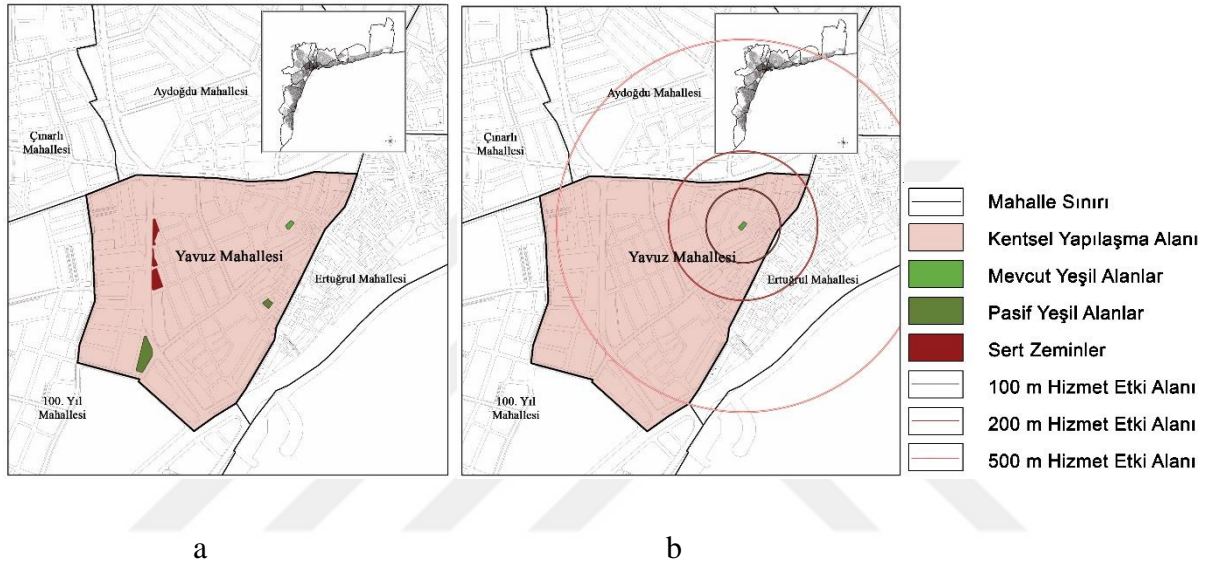 Aydoğdu Mahallesi
Çınarlı
Mahallesi
Yavuz Mahallesi
Ertuğrul Mahallesi
100. Yıl
Mahallesi
Aydoğdu Mahallesi
Çınarlı
Mahallesi
Yavuz Mahallesi
Ertuğrul Mahallesi
100. Yıl
Mahallesi
Mahalle Sınırı
Kentsel Yapılaşma Alanı
Mevcut Yeşil Alanlar
Pasif Yeşil Alanlar
Sert Zeminler
100 m Hizmet Etki Alanı
200 m Hizmet Etki Alanı
500 m Hizmet Etki Alanı
a
b